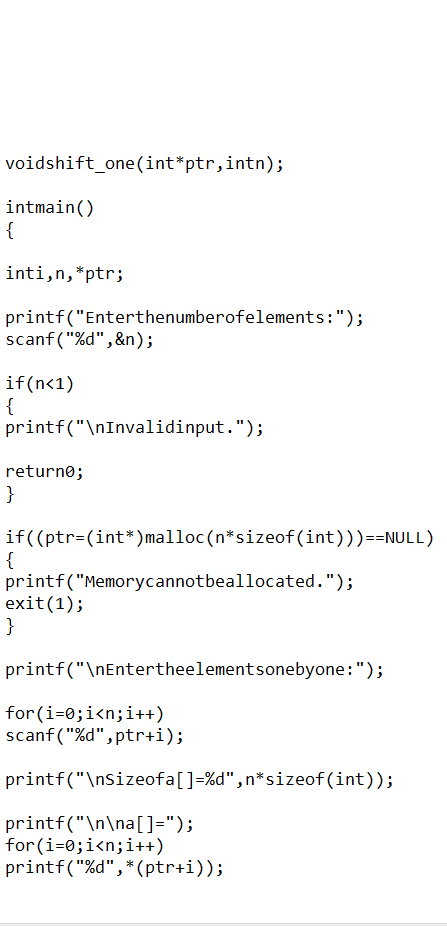 voidshift_one(int*ptr,intn);
intmain()
{
inti,n,*ptr;
printf("Enterthenumberofelements:");
scanf("%d",&n);
if(n<1)
{
printf("\nInvalidinput.");
return0;
}
if((ptr=(int*)malloc(n*sizeof(int)))==NULL)
{
printf("Memorycannotbeallocated.");
exit(1);
}
printf("\nEntertheelementsonebyone:");
for(i=0;i<n;i++)
scanf("%d",ptr+i);
printf("\nSizeofa[]=%d",n*sizeof(int));
printf("\n\na[]=");
for(i=0;i<n;i++)
printf("%d",*(ptr+i));